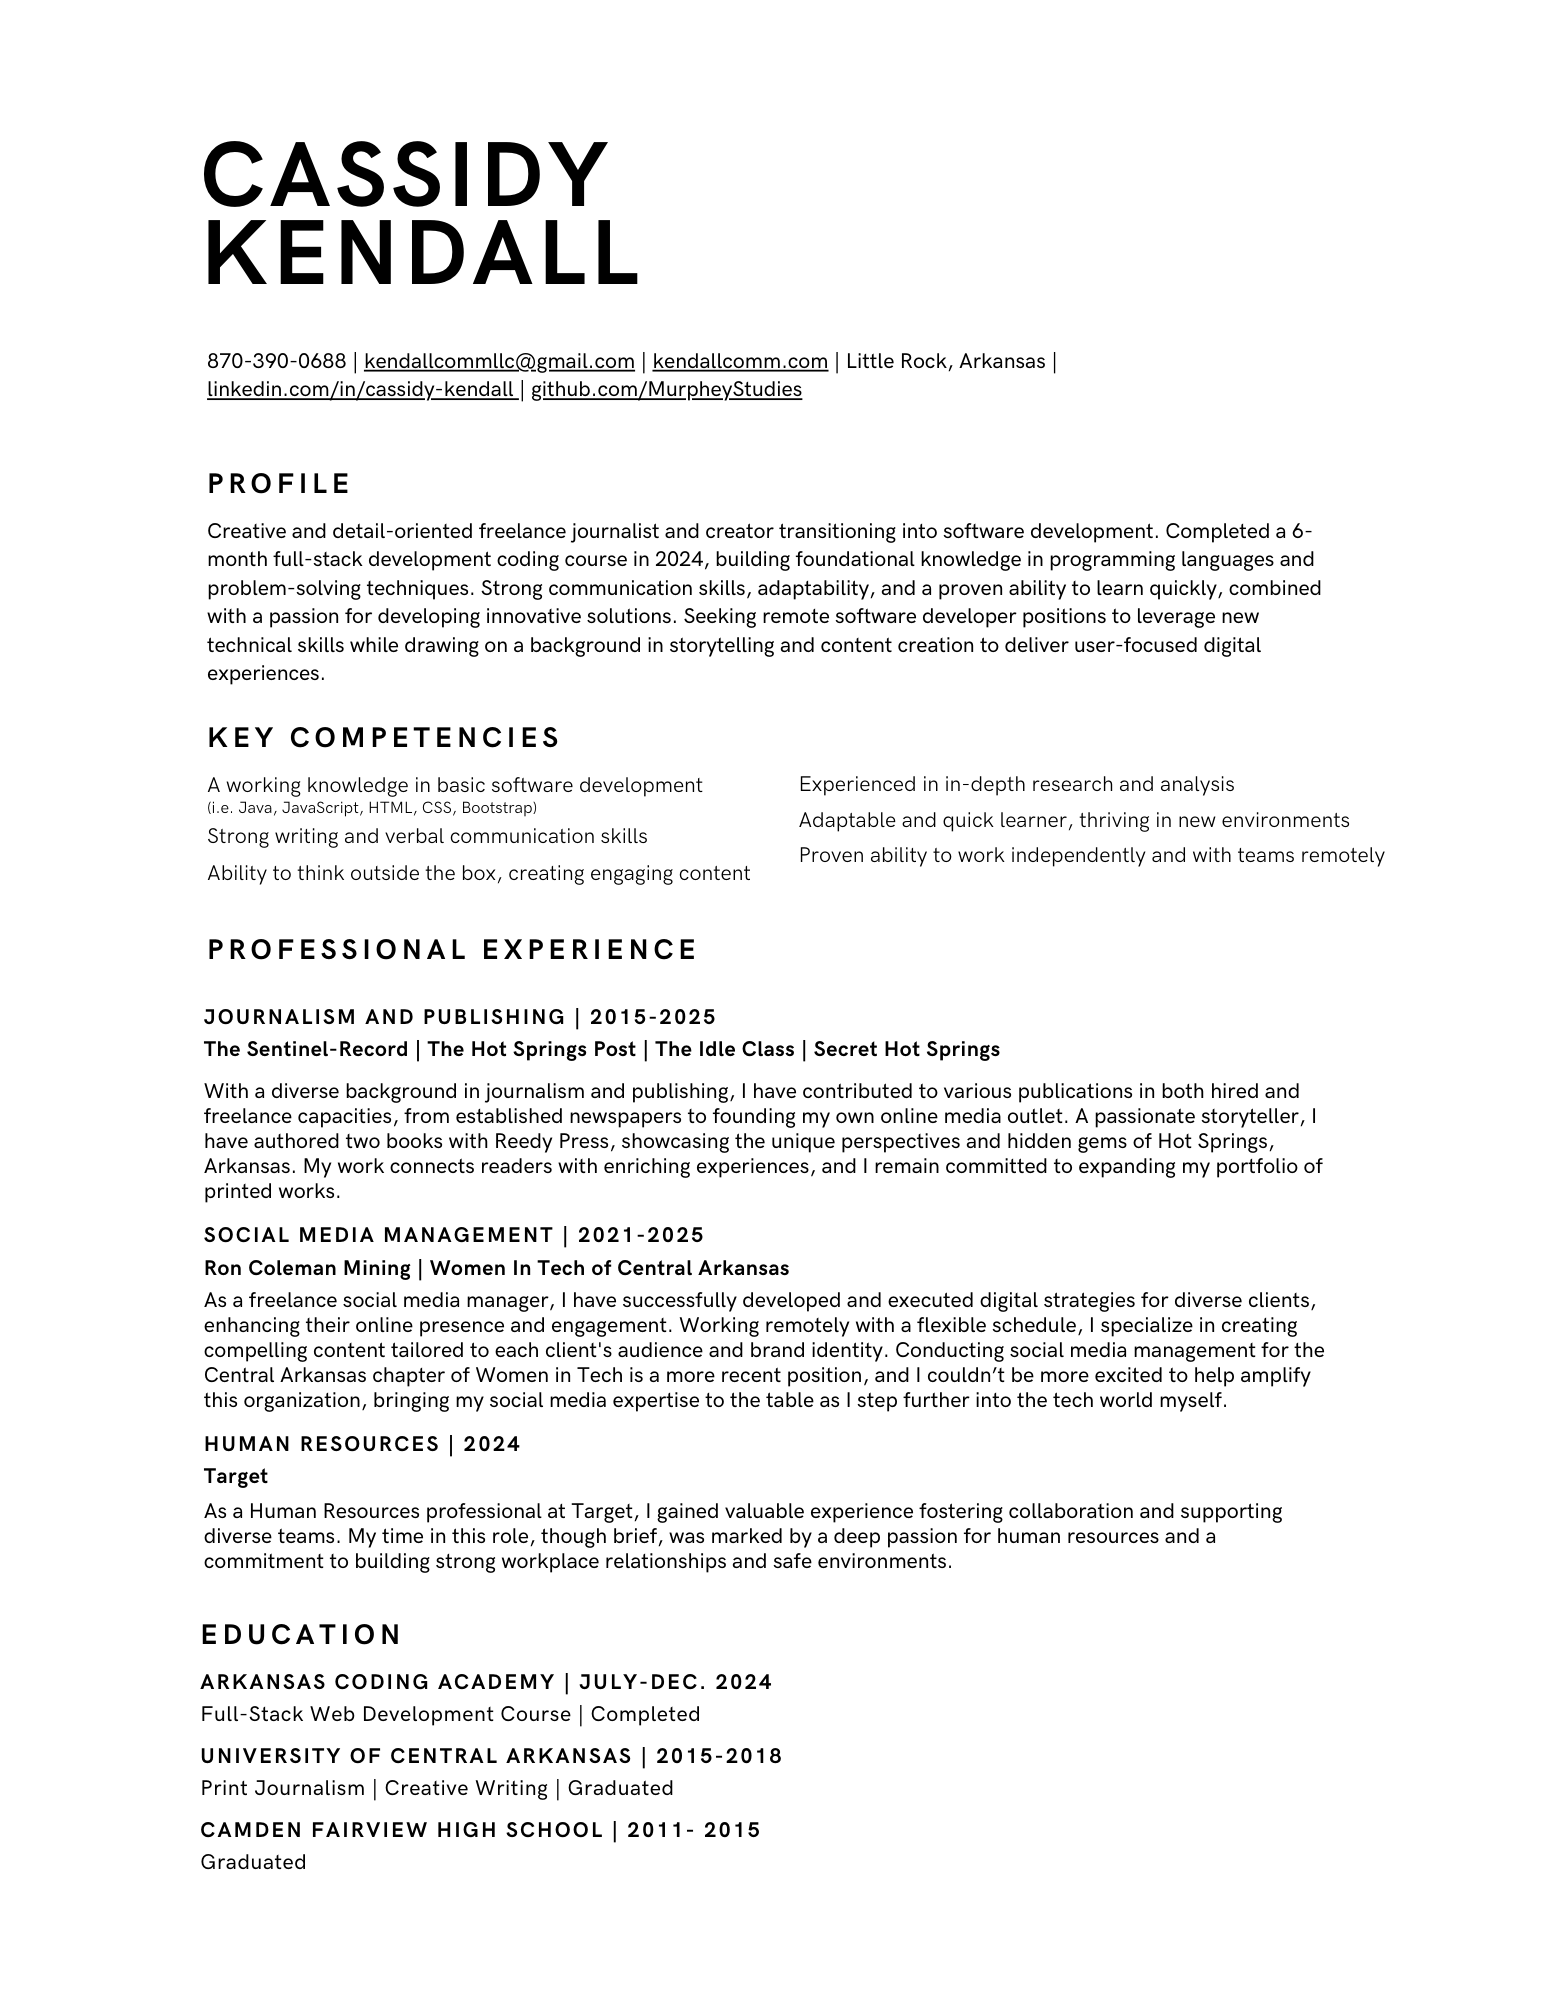 CASSIDY
KENDALL
870-390-0688 | kendallcommllc@gmail.com | kendallcomm.com | Little Rock, Arkansas |
linkedin.com/in/cassidy-kendall | github.com/MurpheyStudies
PROFILE
Creative and detail-oriented freelance journalist and creator transitioning into software development. Completed a 6-
month full-stack development coding course in 2024, building foundational knowledge in programming languages and
problem-solving techniques. Strong communication skills, adaptability, and a proven ability to learn quickly, combined
with a passion for developing innovative solutions. Seeking remote software developer positions to leverage new
technical skills while drawing on a background in storytelling and content creation to deliver user-focused digital
experiences.
KEY COMPETENCIES
A working knowledge in basic software development
(i.e. Java, JavaScript, HTML, CSS, Bootstrap)
Strong writing and verbal communication skills
Ability to think outside the box, creating engaging content
Experienced in in-depth research and analysis
Adaptable and quick learner, thriving in new environments
Proven ability to work independently and with teams remotely
PROFESSIONAL EXPERIENCE
JOURNALISM AND PUBLISHING | 2015-2025
The Sentinel-Record | The Hot Springs Post | The Idle Class | Secret Hot Springs
With a diverse background in journalism and publishing, I have contributed to various publications in both hired and
freelance capacities, from established newspapers to founding my own online media outlet. A passionate storyteller, I
have authored two books with Reedy Press, showcasing the unique perspectives and hidden gems of Hot Springs,
Arkansas. My work connects readers with enriching experiences, and I remain committed to expanding my portfolio of
printed works.
SOCIAL MEDIA MANAGEMENT | 2021-2025
Ron Coleman Mining | Women In Tech of Central Arkansas
As a freelance social media manager, I have successfully developed and executed digital strategies for diverse clients,
enhancing their online presence and engagement. Working remotely with a flexible schedule, I specialize in creating
compelling content tailored to each client's audience and brand identity. Conducting social media management for the
Central Arkansas chapter of Women in Tech is a more recent position, and I couldn’t be more excited to help amplify
this organization, bringing my social media expertise to the table as I step further into the tech world myself.
HUMAN RESOURCES | 2024
Target
As a Human Resources professional at Target, I gained valuable experience fostering collaboration and supporting
diverse teams. My time in this role, though brief, was marked by a deep passion for human resources and a
commitment to building strong workplace relationships and safe environments.
EDUCATION
ARKANSAS CODING ACADEMY | JULY-DEC. 2024
Full-Stack Web Development Course | Completed
UNIVERSITY OF CENTRAL ARKANSAS | 2015-2018
Print Journalism | Creative Writing | Graduated
CAMDEN FAIRVIEW HIGH SCHOOL | 2011- 2015
Graduated